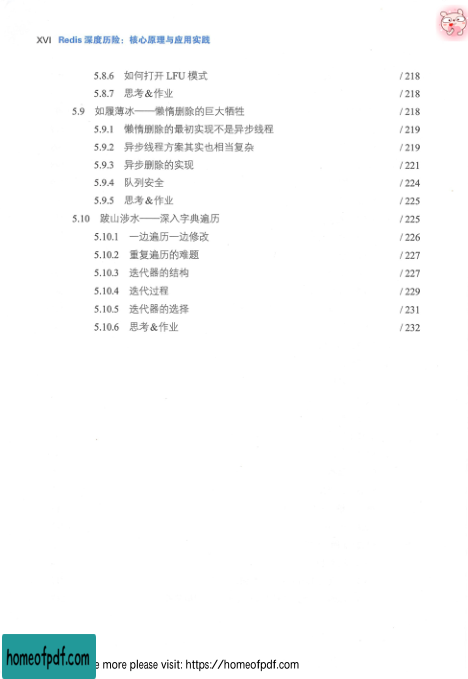 XVI Redis 深度历险：核心原理与应用实践
5.8.6 如何打开 LFU 模式 / 218
5.8.7 思考&作业 / 218
5.9 如履薄冰——懒惰删除的巨大牺牲 / 218
5.9.1 懒惰删除的最初实现不是异步线程 / 219
5.9.2 异步线程方案其实也相当复杂 / 219
5.9.3 异步删除的实现 / 221
5.9.4 队列安全 / 224
5.9.5 思考&作业 / 225
5.10 跋山涉水——深入字典遍历 / 225
5.10.1 一边遍历一边修改 / 226
5.10.2 重复遍历的难题 / 227
5.10.3 迭代器的结构 / 227
5.10.4 迭代过程 / 229
5.10.5 迭代器的选择 / 231
5.10.6 思考&作业 / 232
homeofpdf.com
e more please visit: https://homeofpdf.com